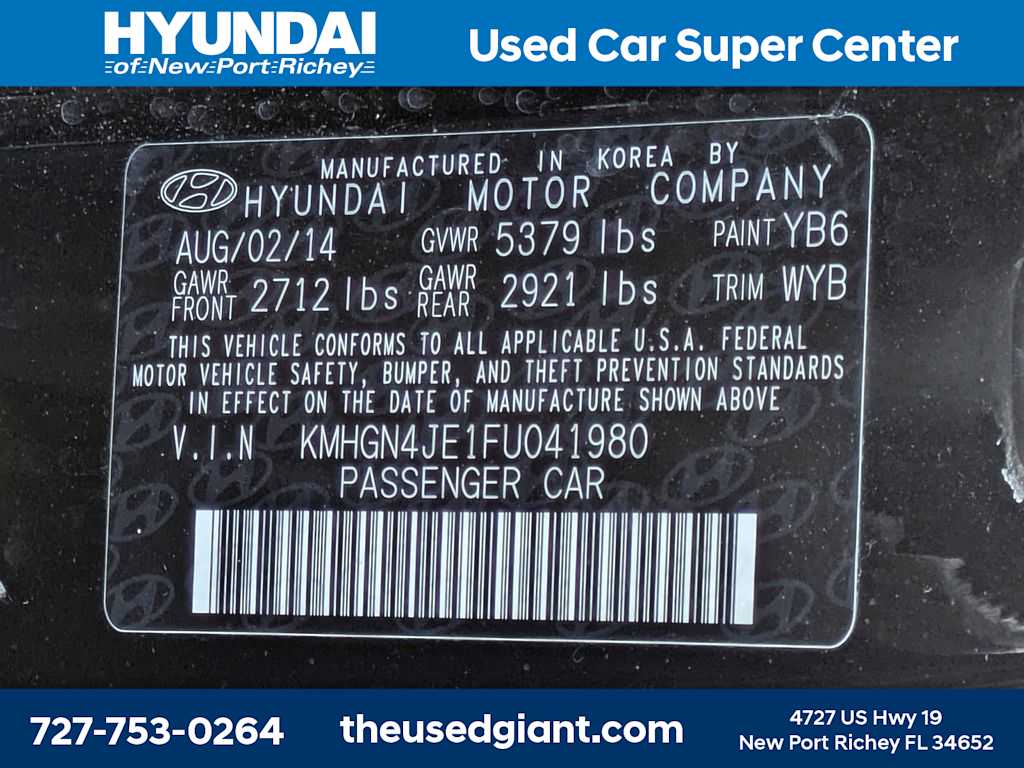 HYUNDAI
of New Port Richey
Used Car Super Center
MANUFACTURED IN KOREA BY
HYUNDAI MOTOR COMPANY
AUG/02/14 GVWR 5379 lbs PAINT YB6
GAWR FRONT 2712 lbs GAWR REAR 2921 lbs TRIM WYB
THIS VEHICLE CONFORMS TO ALL APPLICABLE U.S.A. FEDERAL
MOTOR VEHICLE SAFETY, BUMPER, AND THEFT PREVENTION STANDARDS
IN EFFECT ON THE DATE OF MANUFACTURE SHOWN ABOVE
V.I.N KMHGN4JE1FU041980
PASSENGER CAR
727-753-0264
theusedgiant.com
4727 US Hwy 19
New Port Richey FL 34652